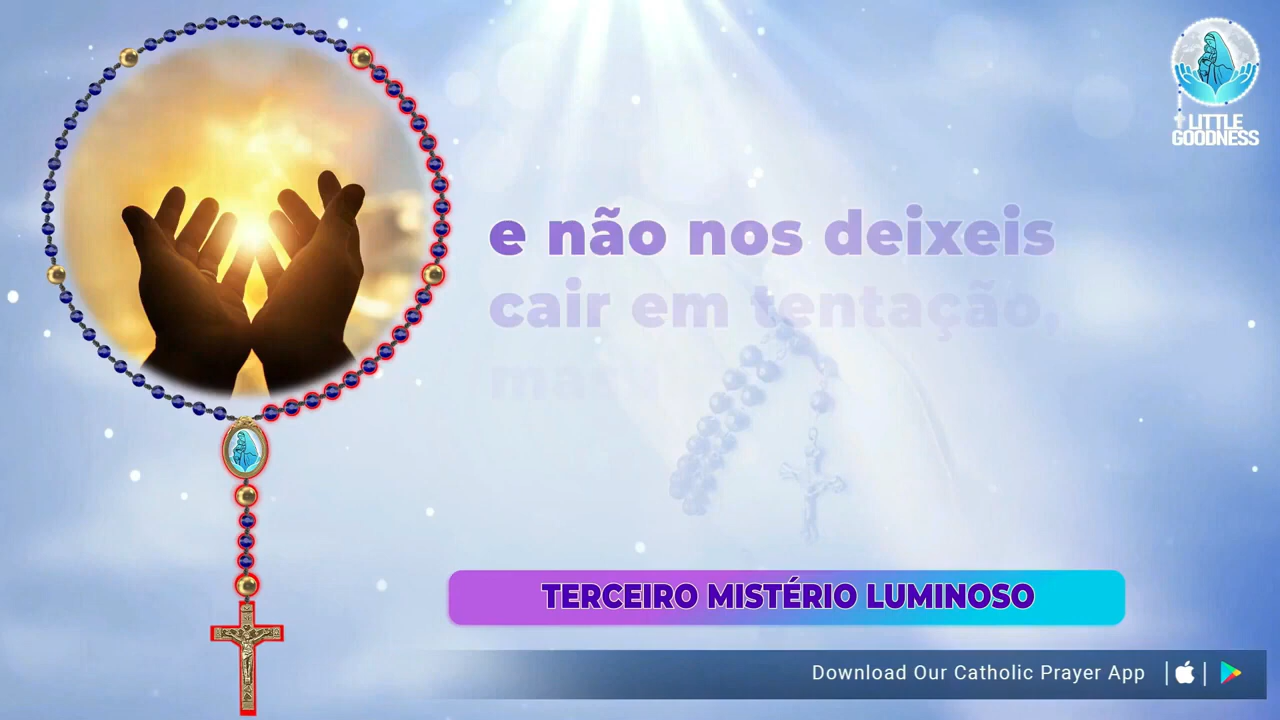 LITTLE
GOODNESS
e não nos deixeis
cair em tentação,
TERCEIRO MISTÉRIO LUMINOSO
Download Our Catholic Prayer App